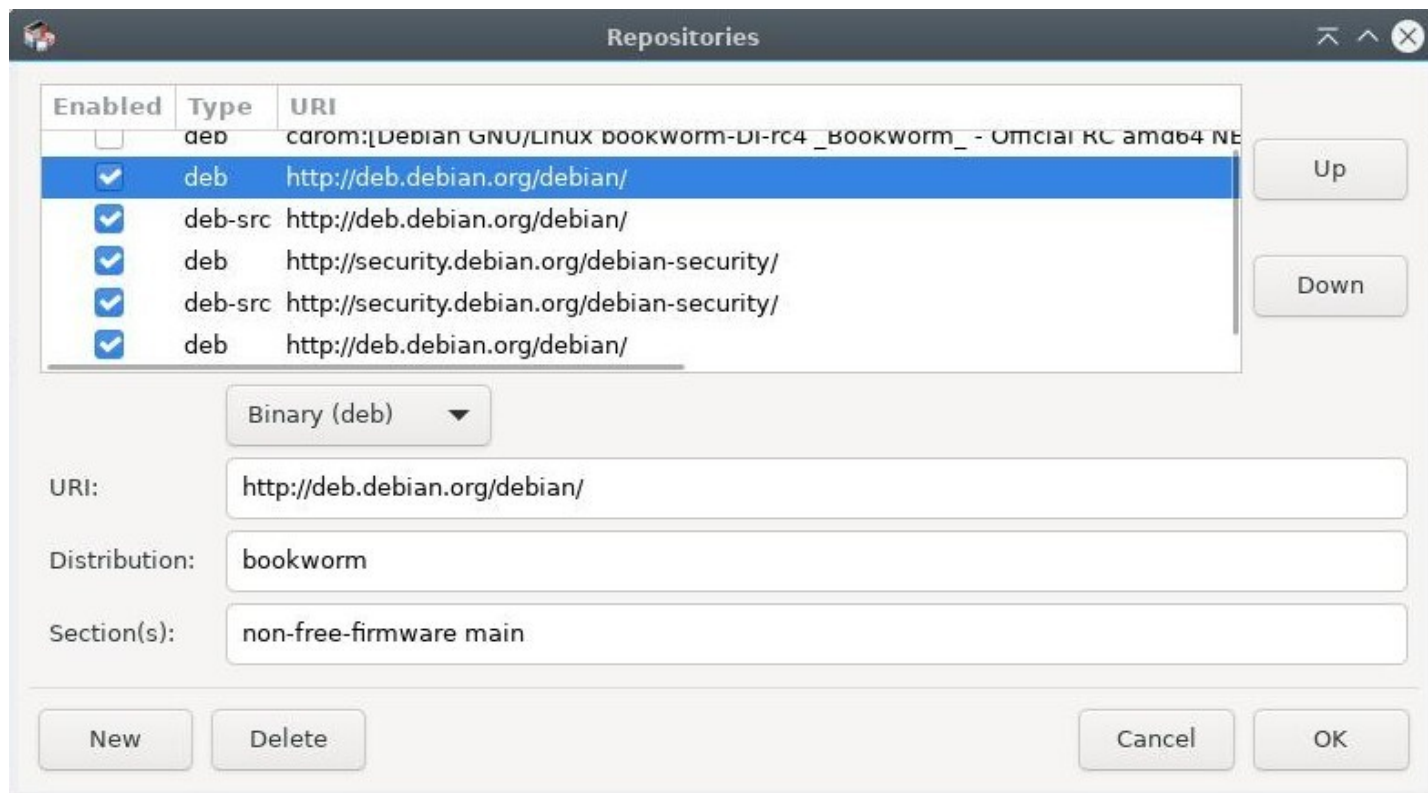 Repositories
Enabled Type URI
deb cdrom:[Debian GNU/Linux bookworm-DI-rc4 _Bookworm_ - Official RC amd64 NE
deb http://deb.debian.org/debian/
Up
deb-src http://deb.debian.org/debian/
deb http://security.debian.org/debian-security/
Down
deb-src http://security.debian.org/debian-security/
deb http://deb.debian.org/debian/
Binary (deb)
URI: http://deb.debian.org/debian/
Distribution: bookworm
Section(s): non-free-firmware main
New Delete Cancel OK